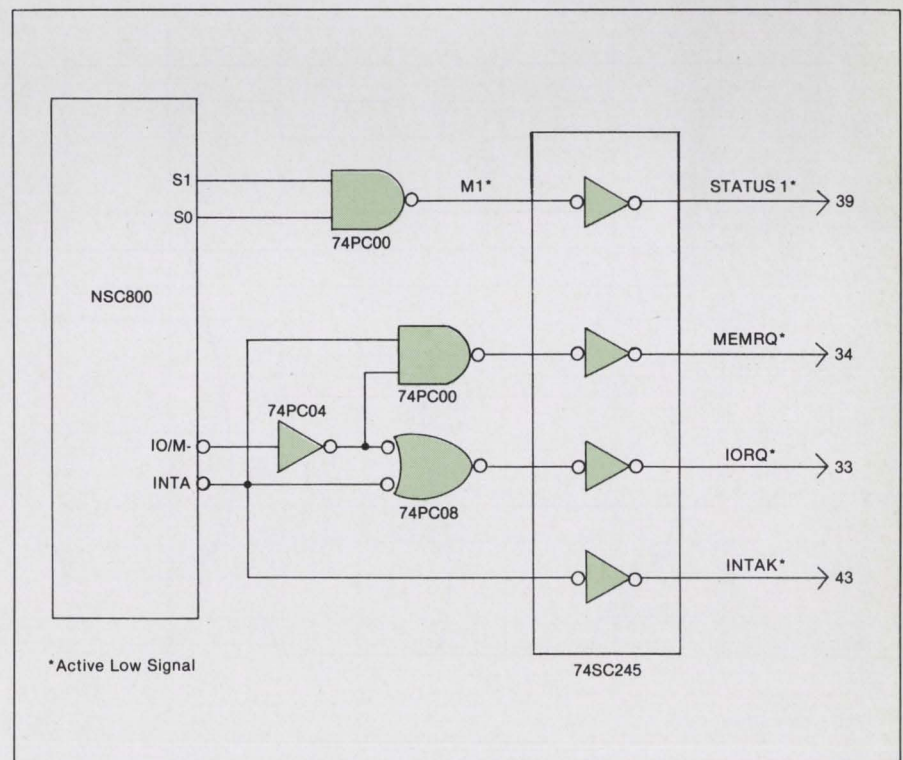 S1
M1*
STATUS 1*
39
S0
74PC00
NSC800
MEMRQ*
34
74PC00
74PC04
IO/M-
IORQ*
33
INTA
74PC08
INTAK*
43
*Active Low Signal
74SC245